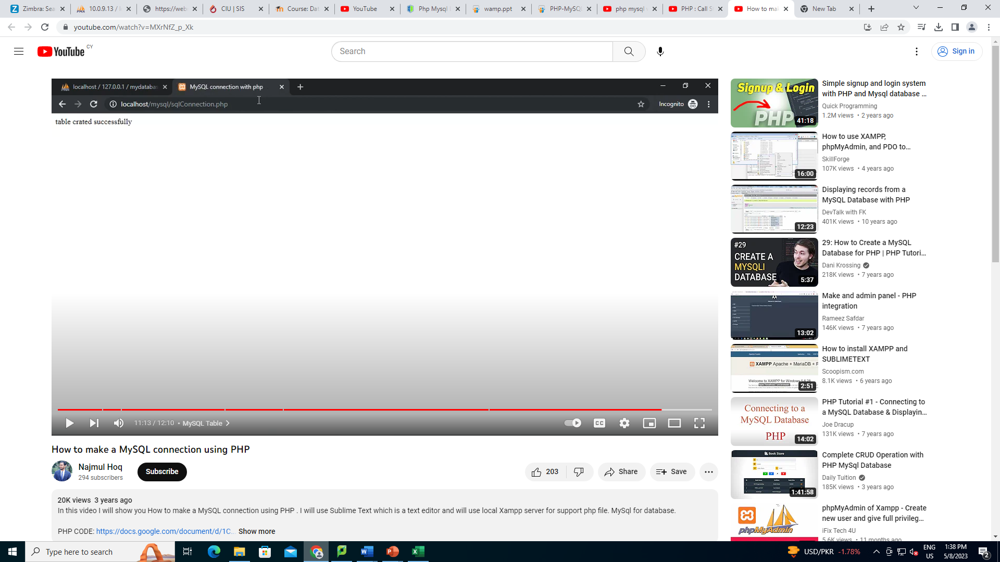 Zimbra: Sea
10.0.9.13 / l
https://web
CIU | SIS
Course: Dat
YouTube
Php Mysql
wamp.ppt
PHP-MySQ
php mysql
PHP : Call S
How to ma
New Tab
youtube.com/watch?v=MXrNfZ_p_Xk
YouTube CY
Search
Sign in
localhost / 127.0.0.1 / mydatabas
MySQL connection with php
localhost/mysql/sqlConnection.php
Incognito
table crated successfully
11:13 / 12:10 • MySQL Table
CC
How to make a MySQL connection using PHP
Najmul Hoq
294 subscribers
Subscribe
203
Share
Save
20K views 3 years ago
In this video I will show you How to make a MySQL connection using PHP . I will use Sublime Text which is a text editor and will use local Xampp server for support php file. MySql for database.
PHP CODE: https://docs.google.com/document/d/1C... Show more
Signup & Login
PHP
41:18
Simple signup and login system
with PHP and Mysql database ...
Quick Programming
1.2M views • 2 years ago
16:00
How to use XAMPP,
phpMyAdmin, and PDO to...
SkillForge
107K views • 4 years ago
12:23
Displaying records from a
MySQL Database with PHP
DevTalk with FK
401K views • 10 years ago
#29
CREATE A
MYSQLI
DATABASE
5:37
29: How to Create a MySQL
Database for PHP | PHP Tutori...
Dani Krossing
218K views • 7 years ago
13:02
Make and admin panel - PHP
integration
Rameez Safdar
146K views • 7 years ago
XAMPP Apache + MariaDB + P
Welcome to XAMPP for Windows 5.6.28
2:51
How to install XAMPP and
SUBLIMETEXT
Scoopism.com
8.1K views • 6 years ago
Connecting to a
MySQL Database
PHP
14:02
PHP Tutorial #1 - Connecting to
a MySQL Database & Displayin...
Joe Dracup
131K views • 7 years ago
Book Store
1:41:58
Complete CRUD Operation with
PHP MySql Database
Daily Tuition
185K views • 3 years ago
phpMyAdmin
phpMyAdmin of Xampp - Create
new user and give full privileg...
iFix Tech 4U
5.6K views • 11 months ago
Type here to search
USD/PKR -1.78%
ENG
US
1:38 PM
5/8/2023
2